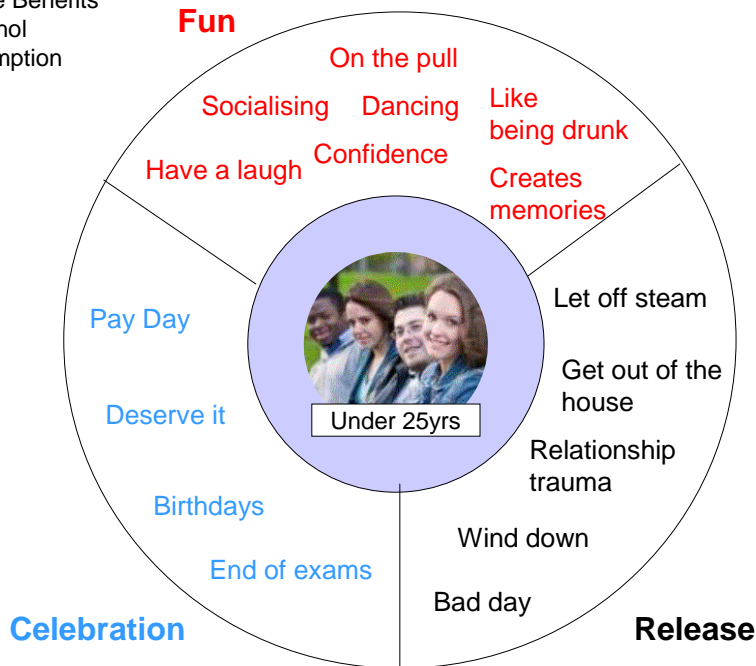 Benefits
Fun
On the pull
Socialising
Dancing
Like
being drunk
Have a laugh
Confidence
Creates
memories
Pay Day
Deserve it
Birthdays
End of exams
Celebration
Under 25yrs
Let off steam
Get out of the
house
Relationship
trauma
Wind down
Bad day
Release